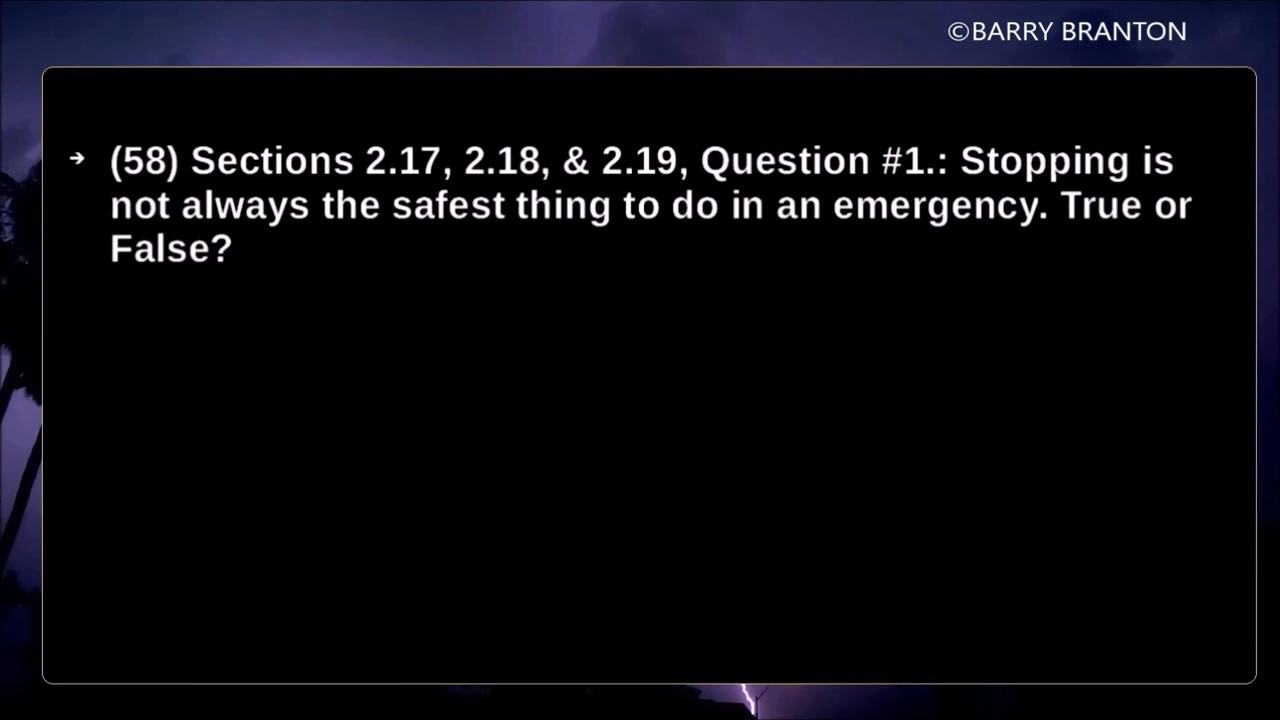 ©BARRY BRANTON
➔ (58) Sections 2.17, 2.18, & 2.19, Question #1.: Stopping is
not always the safest thing to do in an emergency. True or
False?